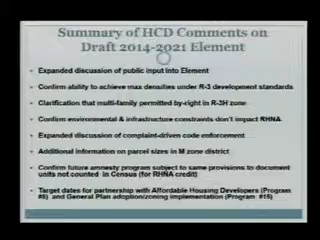 Summary of HCD Comments on
Draft 2014-2021 Element
Expanded discussion of public input into Element
Confirm ability to achieve max densities under R-3 development standards
Clarification that multi-family permitted by-right in R-3H zone
Confirm environmental & infrastructure constraints don't impact RHNA
Expanded discussion of complaint-driven code enforcement
Additional information on parcel sizes in M zone district
Confirm future amnesty program subject to same provisions to document
units not counted in Census (for RHNA credit)
Target dates for partnership with Affordable Housing Developers (Program
#8) and General Plan adoption/zoning implementation (Program #15)